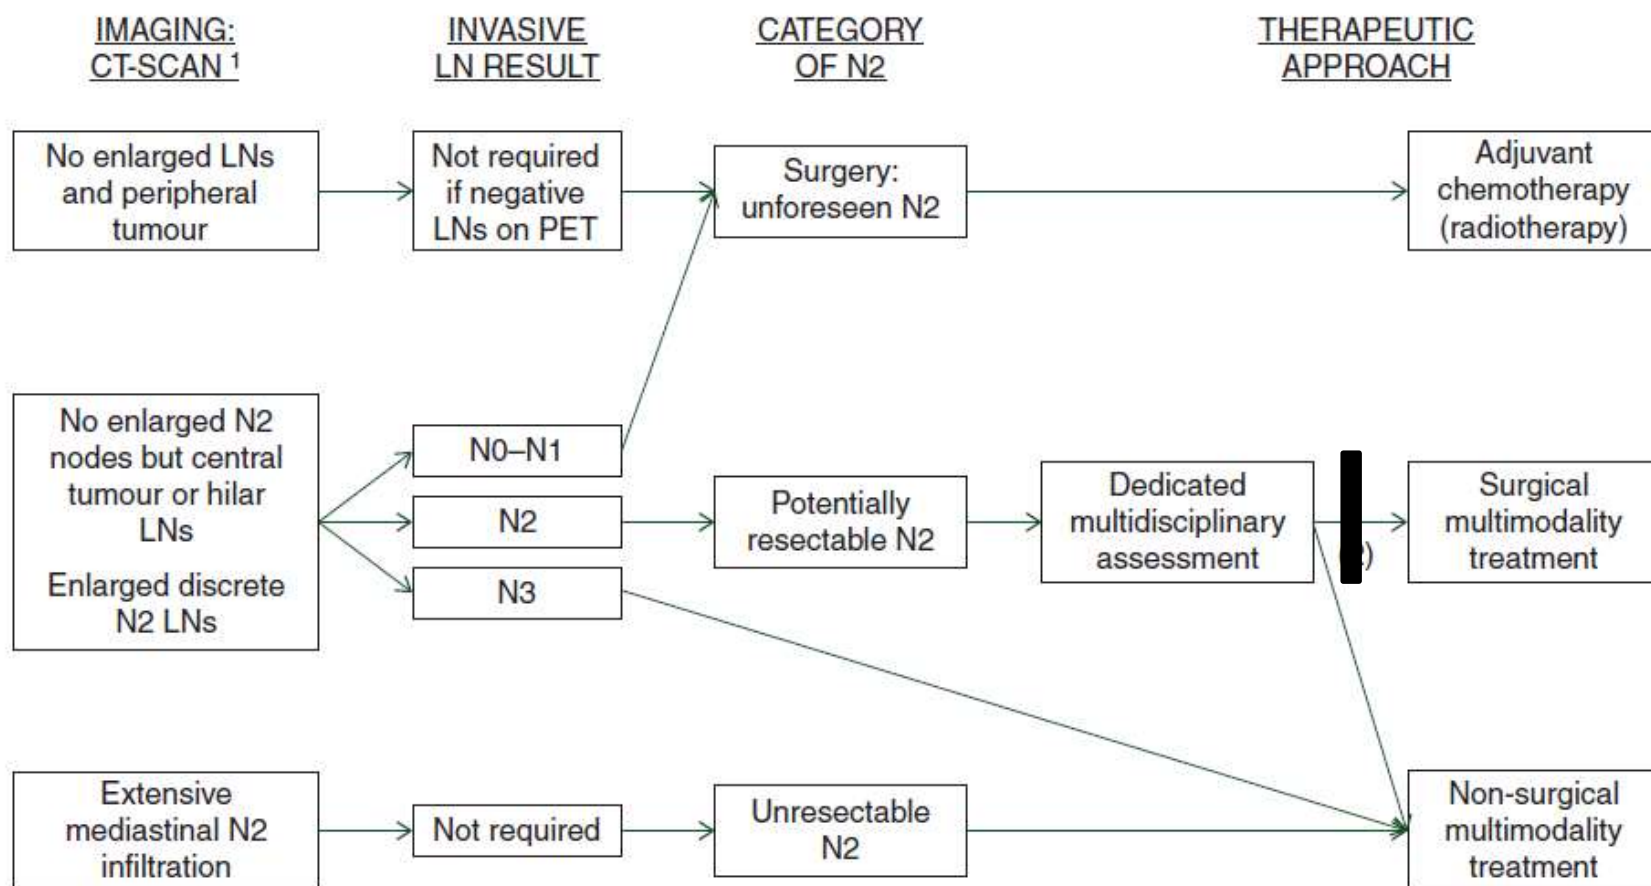 IMAGING:
CT-SCAN 1
INVASIVE
LN RESULT
CATEGORY
OF N2
THERAPEUTIC
APPROACH
No enlarged LNs
and peripheral
tumour
Not required
if negative
LNs on PET
Surgery:
unforeseen N2
Adjuvant
chemotherapy
(radiotherapy)
No enlarged N2
nodes but central
tumour or hilar
LNs
Enlarged discrete
N2 LNs
N0–N1
N2
N3
Potentially
resectable N2
Dedicated
multidisciplinary
assessment
Surgical
multimodality
treatment
Extensive
mediastinal N2
infiltration
Not required
Unresectable
N2
Non-surgical
multimodality
treatment